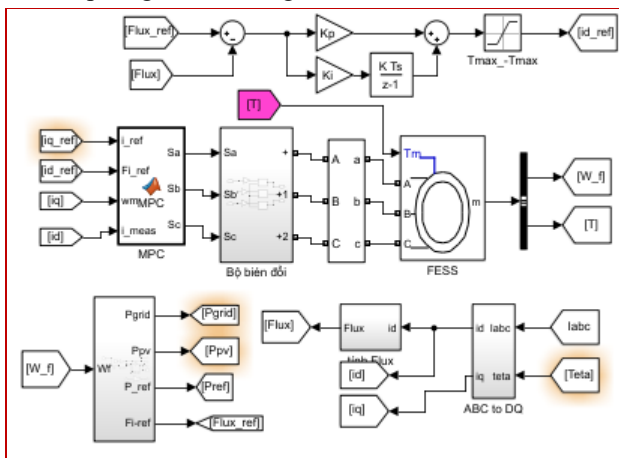 [Flux_ref]
[Flux]
Kp
Ki
K Ts
z-1
Tmax_-Tmax
[id_ref]
[T]
[iq_ref]
[id_ref]
[iq]
[id]
i_ref
Fi_ref
wm
i_meas
MPC
Sa
Sb
Sc
MPC
Sa
Sb
Sc
+
+1
+2
Bộ biến đổi
A
B
C
a
b
c
Tm
A
B
C
m
FESS
[W_f]
[T]
[W_f]
Wf
Pgrid
Ppv
P_ref
Fi-ref
[Pgrid]
[Ppv]
[Pref]
[Flux_ref]
[Flux]
Flux
id
tinh Flux
[id]
[iq]
id
iq
Iabc
teta
ABC to DQ
Iabc
[Teta]